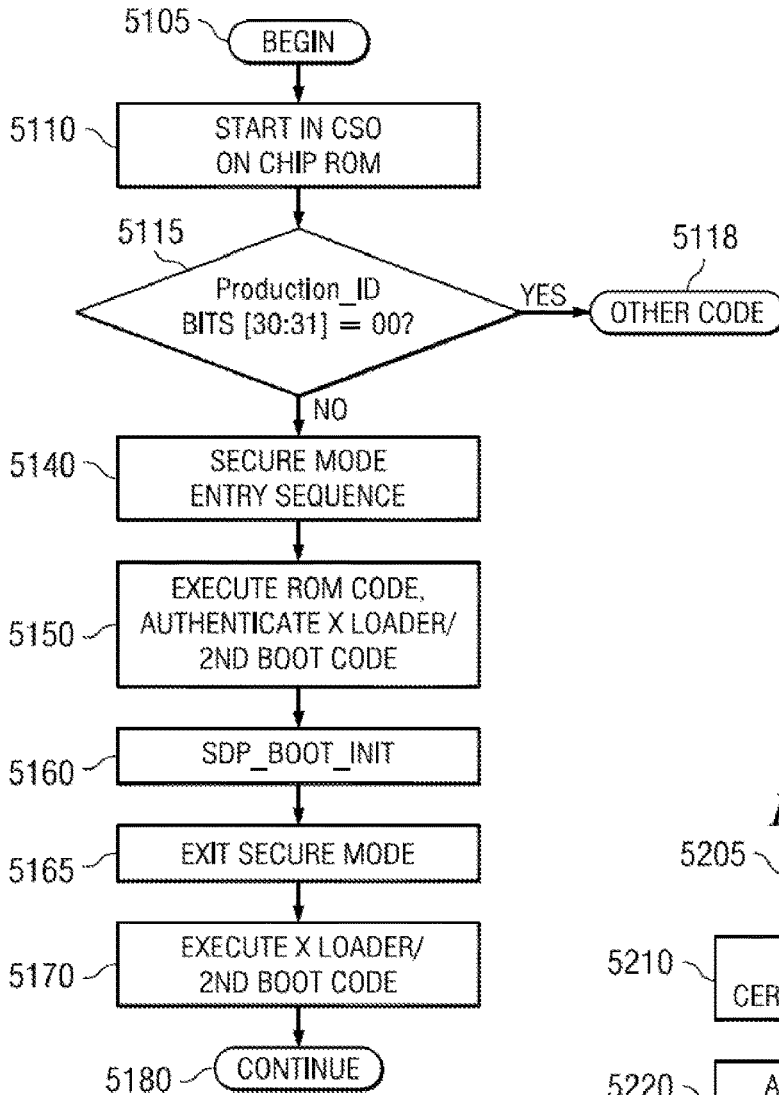 5105
BEGIN
5110
START IN CSO
ON CHIP ROM
5115
Production_ID
BITS [30:31] = 00?
YES
5118
OTHER CODE
NO
5140
SECURE MODE
ENTRY SEQUENCE
5150
EXECUTE ROM CODE,
AUTHENTICATE X LOADER/
2ND BOOT CODE
5160
SDP_BOOT_INIT
5165
EXIT SECURE MODE
5170
EXECUTE X LOADER/
2ND BOOT CODE
5180
CONTINUE
5205
5210
CER
5220
A